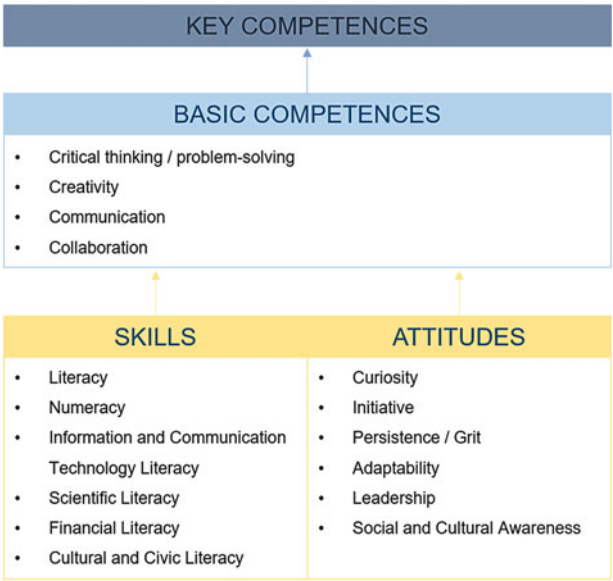 KEY COMPETENCES
BASIC COMPETENCES
• Critical thinking / problem-solving
• Creativity
• Communication
• Collaboration
SKILLS
• Literacy
• Numeracy
• Information and Communication
Technology Literacy
• Scientific Literacy
• Financial Literacy
• Cultural and Civic Literacy
ATTITUDES
• Curiosity
• Initiative
• Persistence / Grit
• Adaptability
• Leadership
• Social and Cultural Awareness